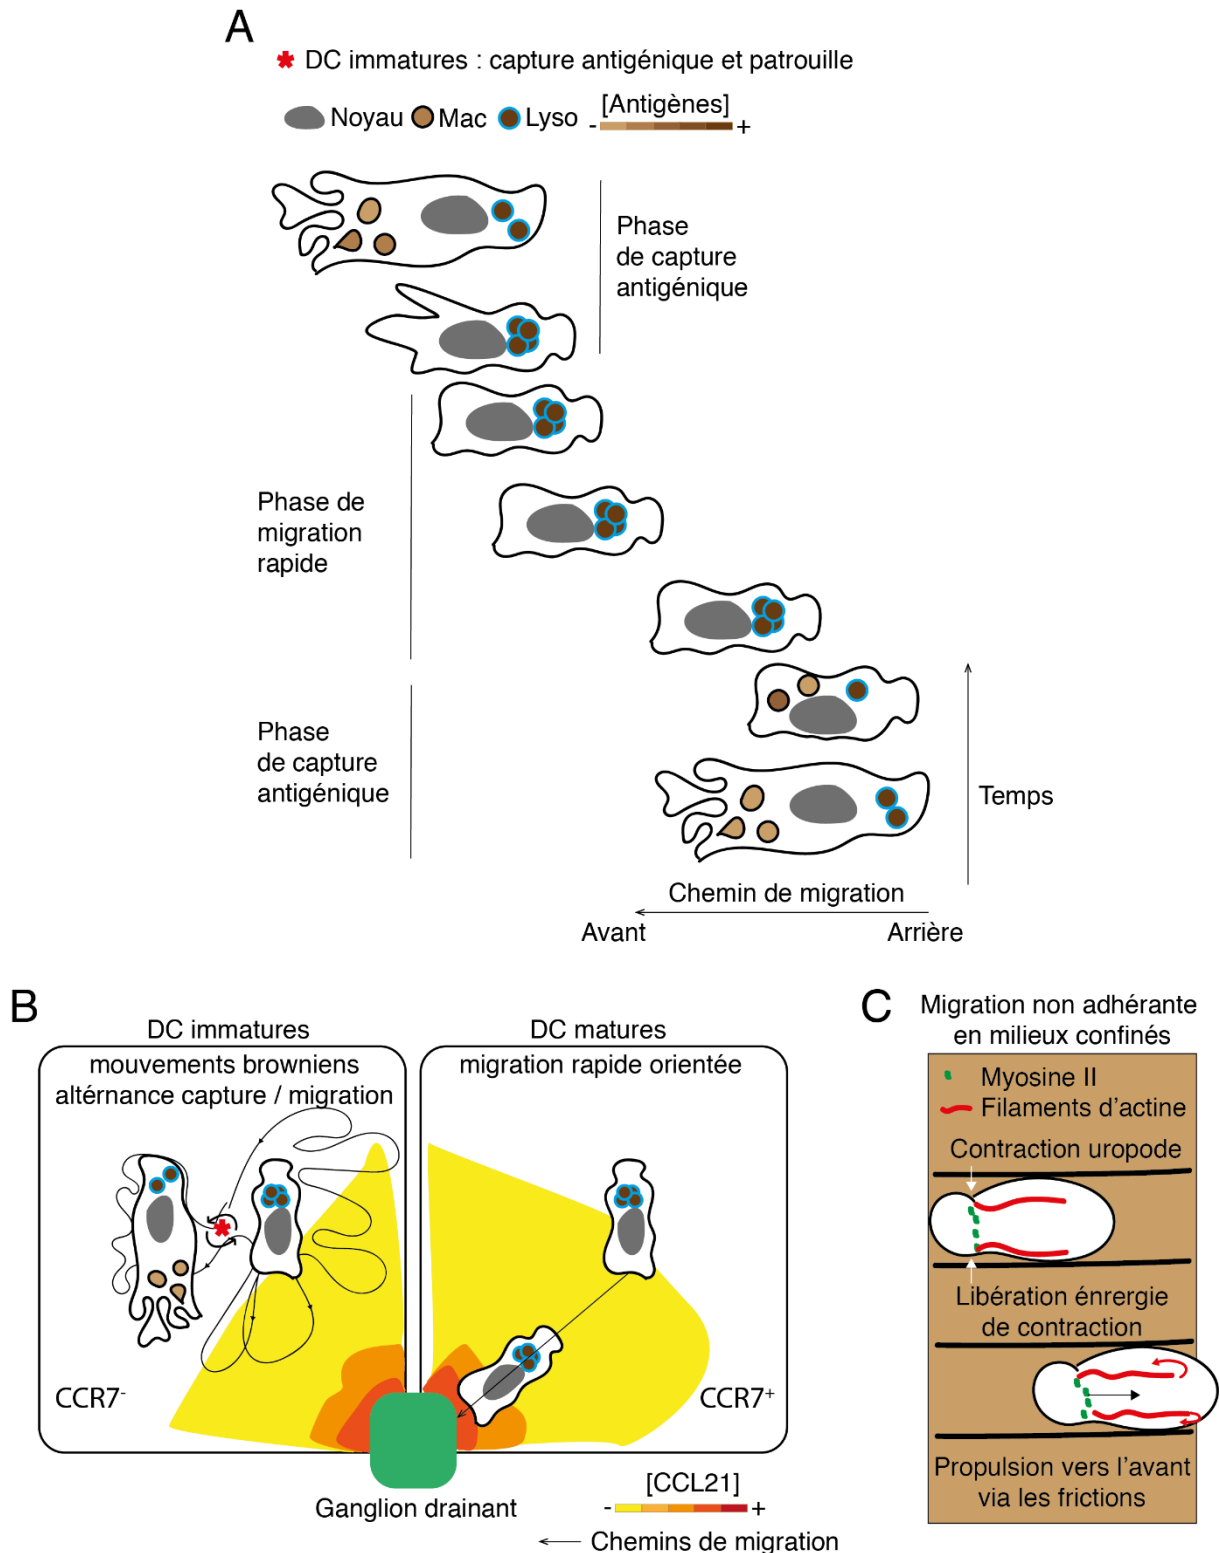 A
* DC immatures : capture antigénique et patrouille
Noyau Mac Lyso - [Antigènes] +
Phase
de capture
antigénique
Phase de
migration
rapide
Phase
de capture
antigénique
Temps
Chemin de migration
Avant Arrière
B
DC immatures
mouvements browniens
altérnance capture / migration
*
CCR7-
DC matures
migration rapide orientée
CCR7+
Ganglion drainant
[CCL21]
- +
Chemins de migration
C
Migration non adhérante
en milieux confinés
Myosine II
Filaments d'actine
Contraction uropode
Libération énrergie
de contraction
Propulsion vers l'avant
via les frictions